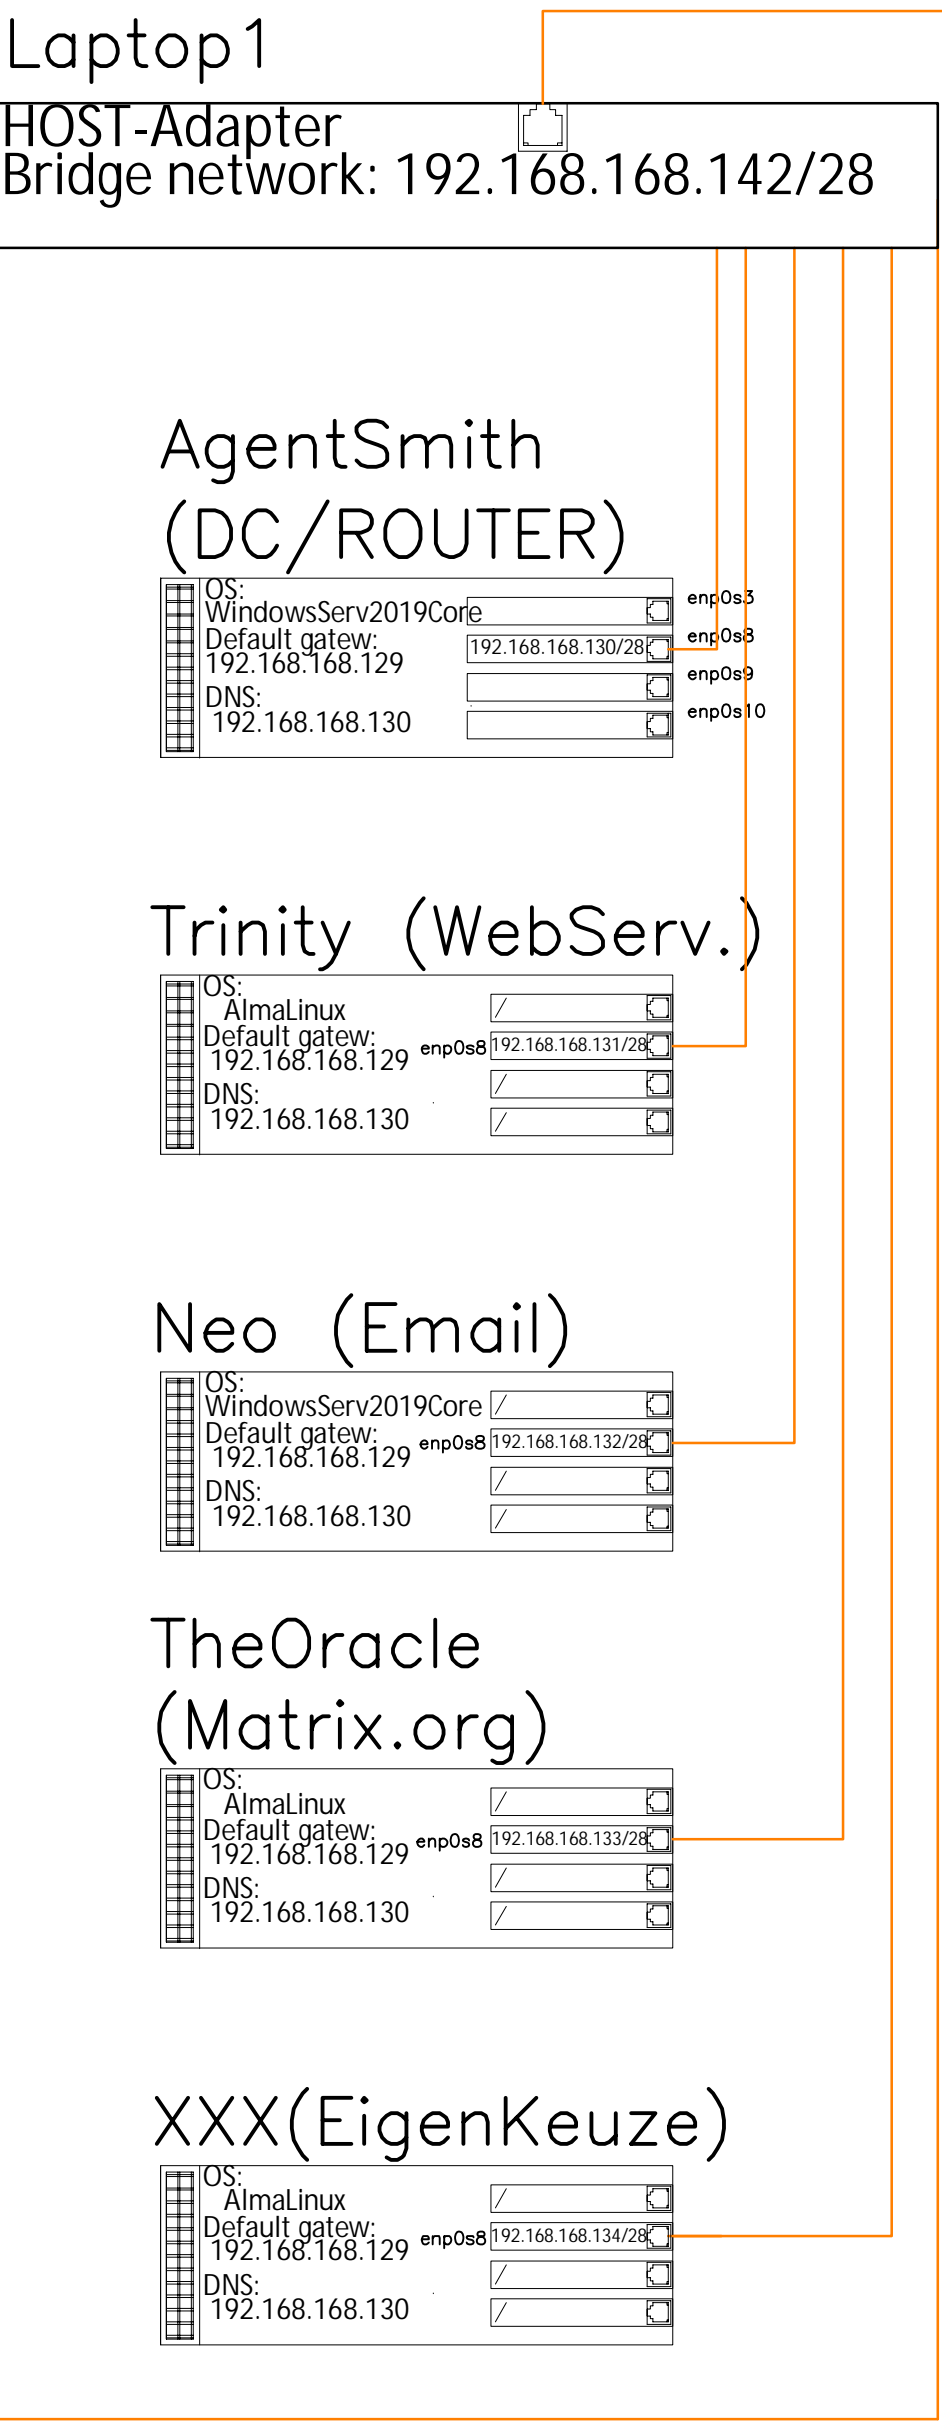 Laptop1
HOST-Adapter
Bridge network: 192.168.168.142/28
AgentSmith
(DC/ROUTER)
OS:
WindowsServ2019Core
Default gatew:
192.168.168.129
DNS:
192.168.168.130
192.168.168.130/28
enp0s3
enp0s8
enp0s9
enp0s10
Trinity (WebServ.)
OS:
AlmaLinux
Default gatew:
192.168.168.129
DNS:
192.168.168.130
/
enp0s8 192.168.168.131/28
/
/
Neo (Email)
OS:
WindowsServ2019Core
Default gatew:
192.168.168.129
DNS:
192.168.168.130
/
enp0s8 192.168.168.132/28
/
/
TheOracle
(Matrix.org)
OS:
AlmaLinux
Default gatew:
192.168.168.129
DNS:
192.168.168.130
/
enp0s8 192.168.168.133/28
/
/
XXX(EigenKeuze)
OS:
AlmaLinux
Default gatew:
192.168.168.129
DNS:
192.168.168.130
/
enp0s8 192.168.168.134/28
/
/